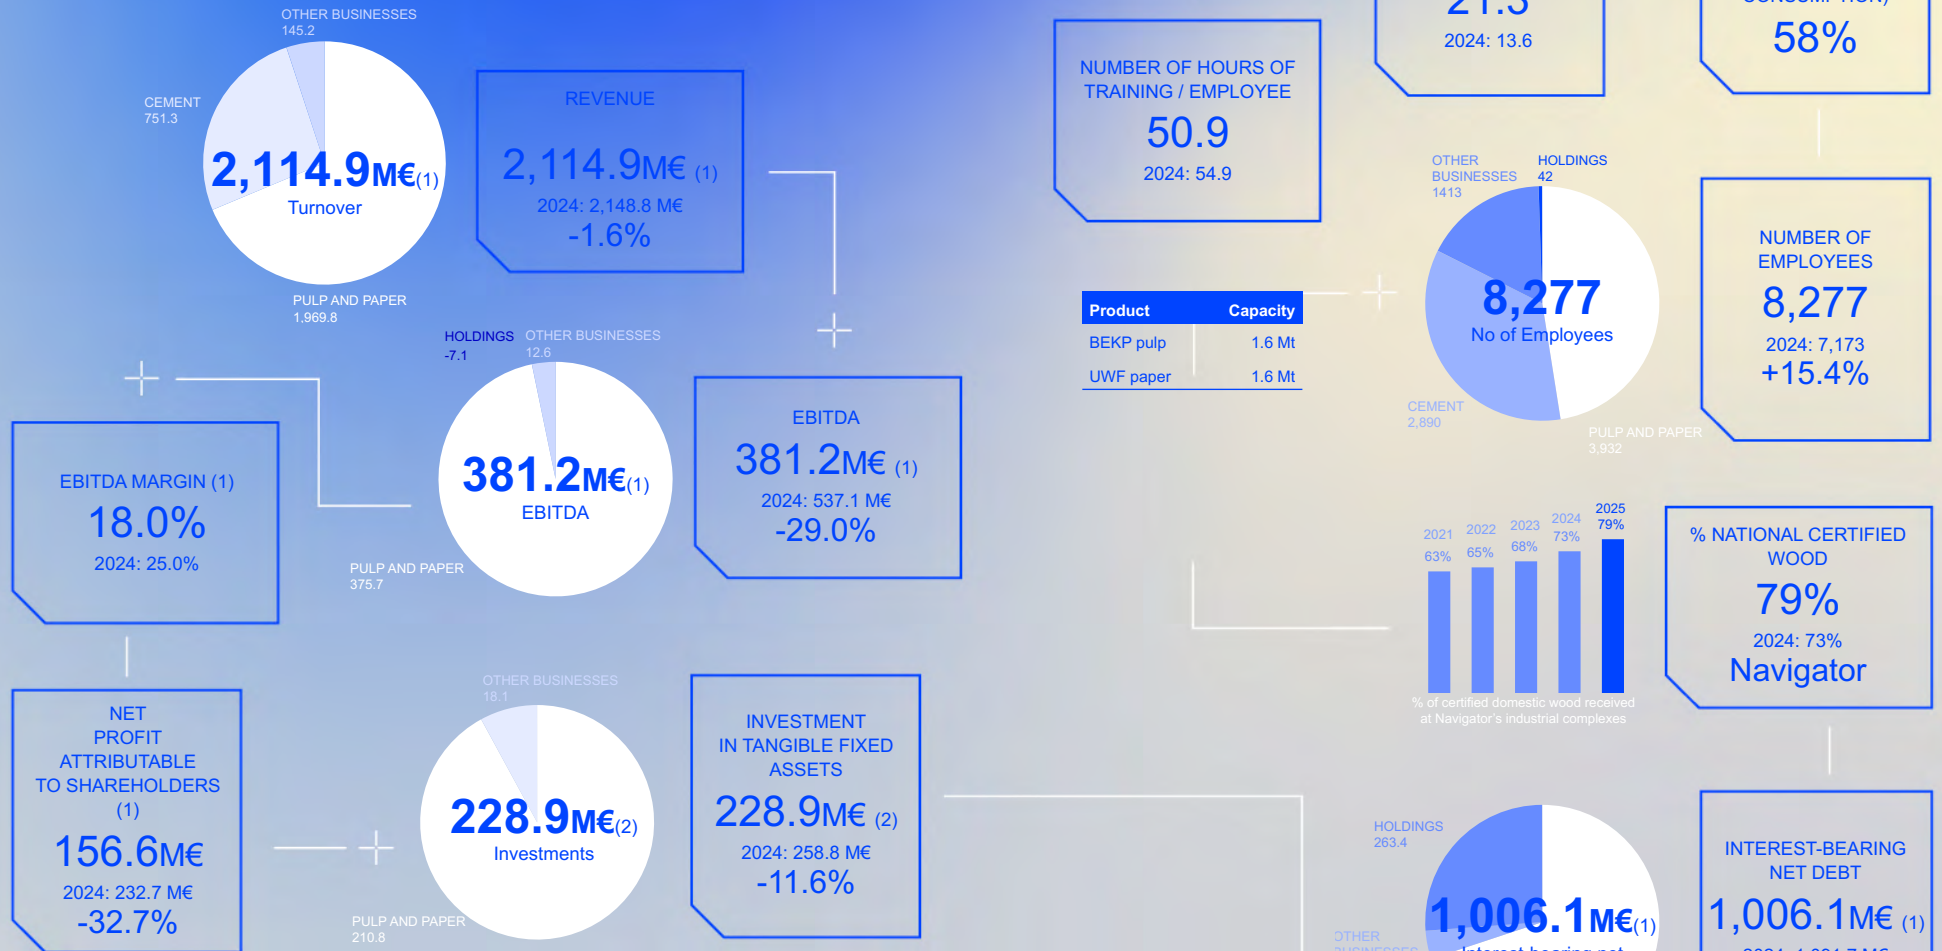 OTHER BUSINESSES
145.2
CEMENT
751.3
2,114.9M€(1)
Turnover
PULP AND PAPER
1,969.8
REVENUE
2,114.9M€ (1)
2024: 2,148.8 M€
-1.6%
HOLDINGS
-7.1
OTHER BUSINESSES
12.6
381.2M€(1)
EBITDA
PULP AND PAPER
375.7
EBITDA
381.2M€ (1)
2024: 537.1 M€
-29.0%
EBITDA MARGIN (1)
18.0%
2024: 25.0%
NET
PROFIT
ATTRIBUTABLE
TO SHAREHOLDERS
(1)
156.6M€
2024: 232.7 M€
-32.7%
OTHER BUSINESSES
18.1
228.9M€(2)
Investments
PULP AND PAPER
210.8
INVESTMENT
IN TANGIBLE FIXED
ASSETS
228.9M€ (2)
2024: 258.8 M€
-11.6%
NUMBER OF HOURS OF
TRAINING / EMPLOYEE
50.9
2024: 54.9
2024: 13.6
58%
Product Capacity
BEKP pulp 1.6 Mt
UWF paper 1.6 Mt
OTHER
BUSINESSES
1413
HOLDINGS
42
8,277
No of Employees
CEMENT
2,890
PULP AND PAPER
3,932
NUMBER OF
EMPLOYEES
8,277
2024: 7,173
+15.4%
2021 2022 2023 2024 2025
63% 65% 68% 73% 79%
% of certified domestic wood received
at Navigator's industrial complexes
% NATIONAL CERTIFIED
WOOD
79%
2024: 73%
Navigator
HOLDINGS
263.4
1,006.1M€(1)
OTHER
INTEREST-BEARING
NET DEBT
1,006.1M€ (1)